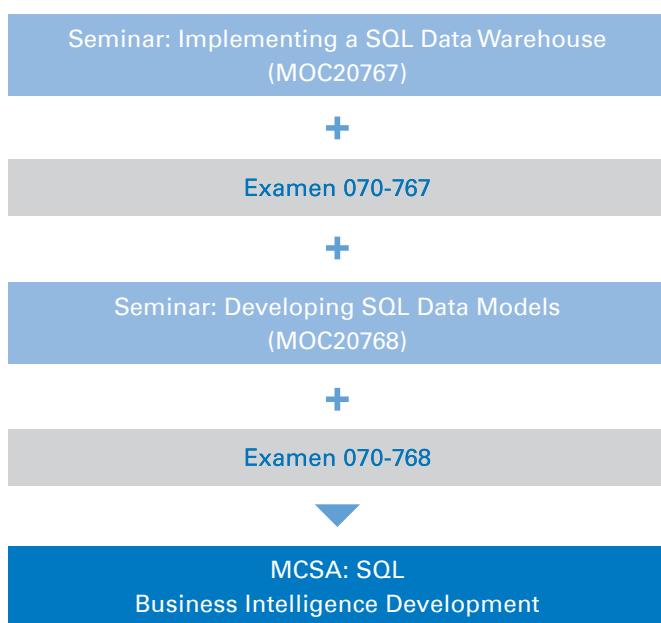 Seminar: Implementing a SQL Data Warehouse
(MOC20767)
+
Examen 070-767
+
Seminar: Developing SQL Data Models
(MOC20768)
+
Examen 070-768
MCSA: SQL
Business Intelligence Development